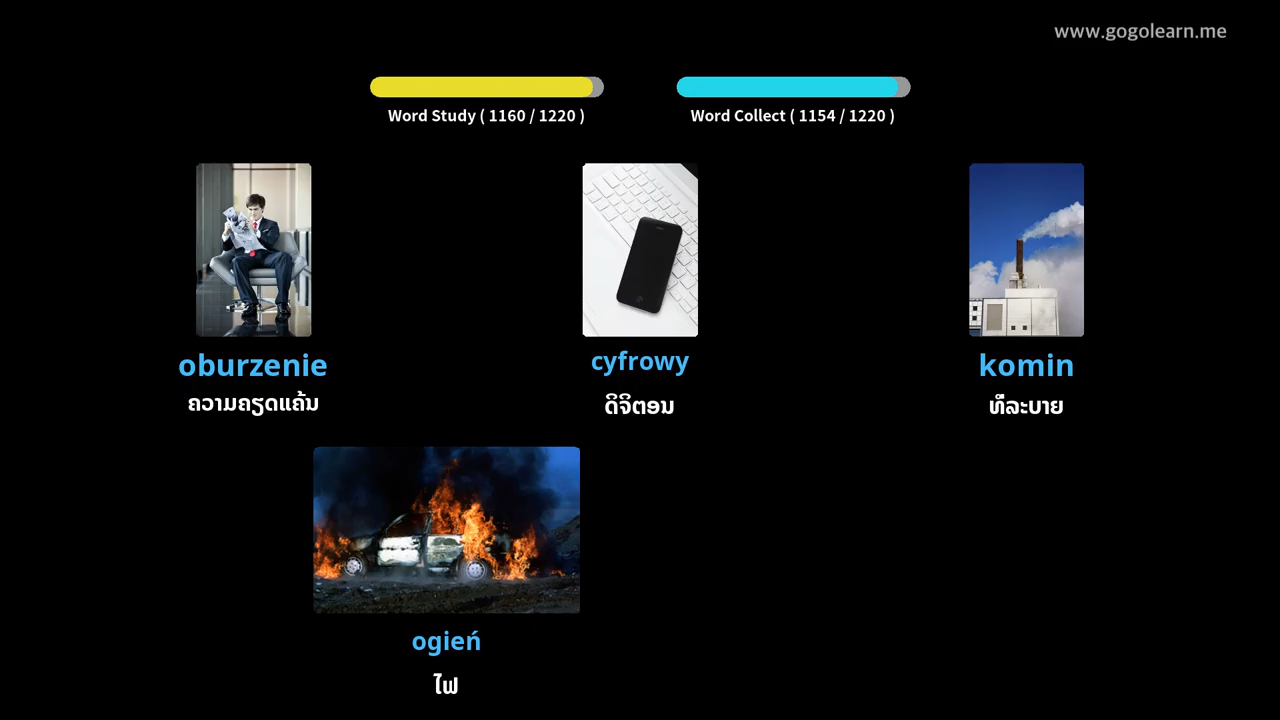 www.gogolearn.me
Word Study ( 1160 / 1220 )
Word Collect ( 1154 / 1220 )
oburzenie
ຄວາມຄຽດແຄ້ນ
cyfrowy
ດິຈິຕອນ
komin
ທໍ່ລະບາຍ
ogień
ໄຟ